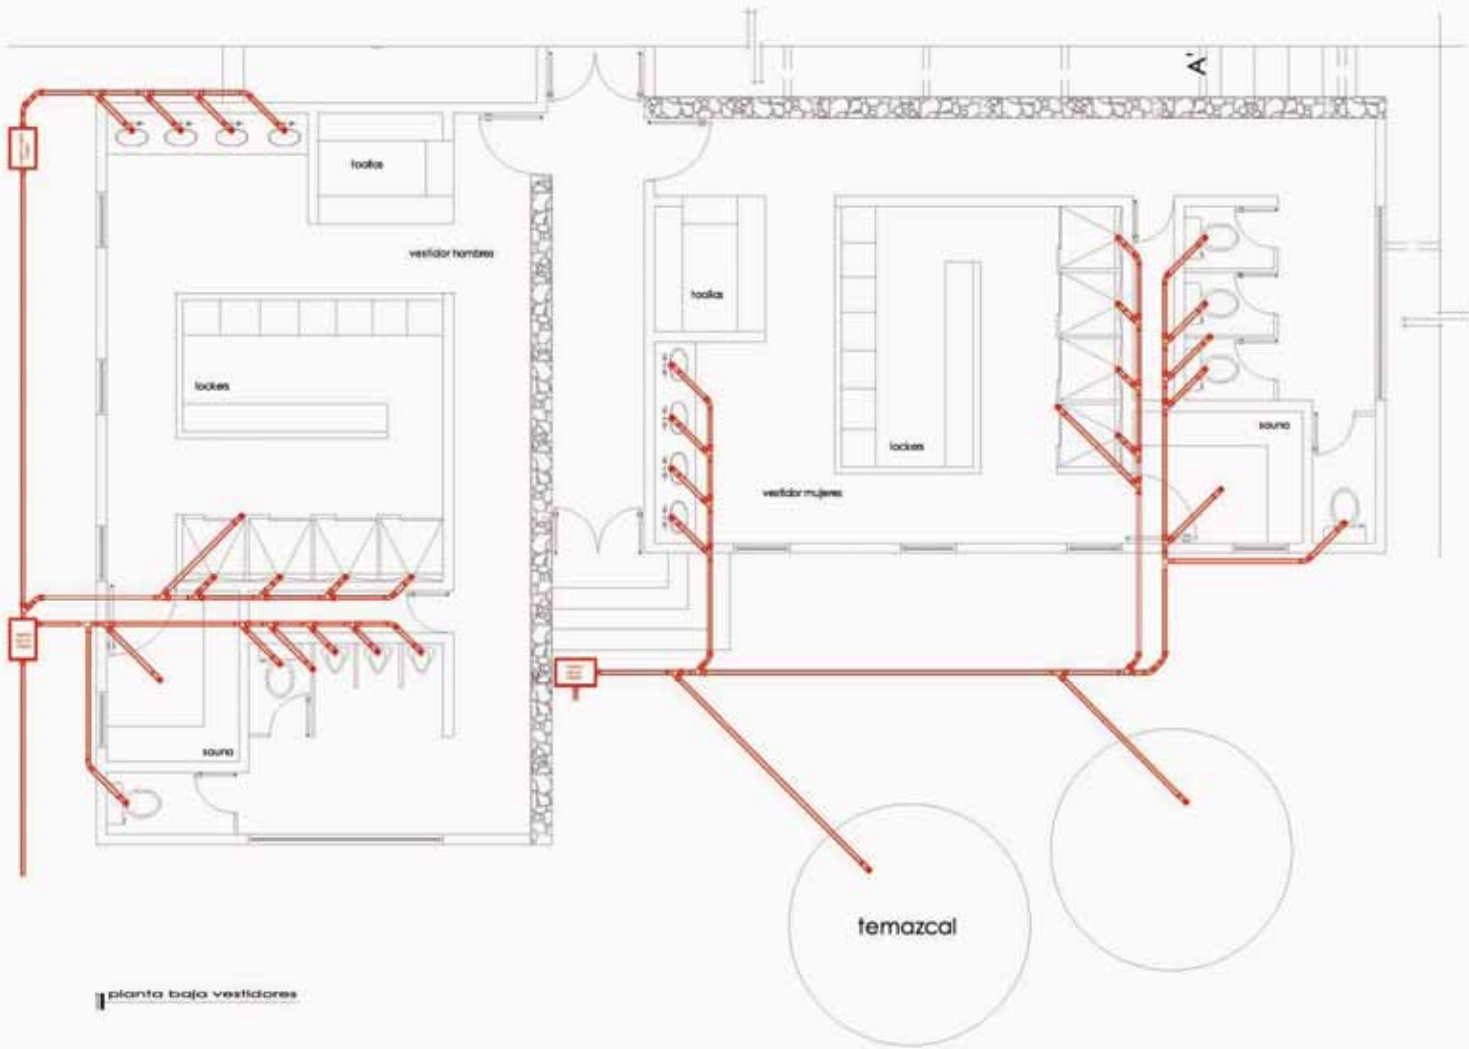 A'
toallas
vestidor hombres
toallas
lockers
sauna
lockers
vestidor mujeres
sauna
temazcal
planta baja vestidores